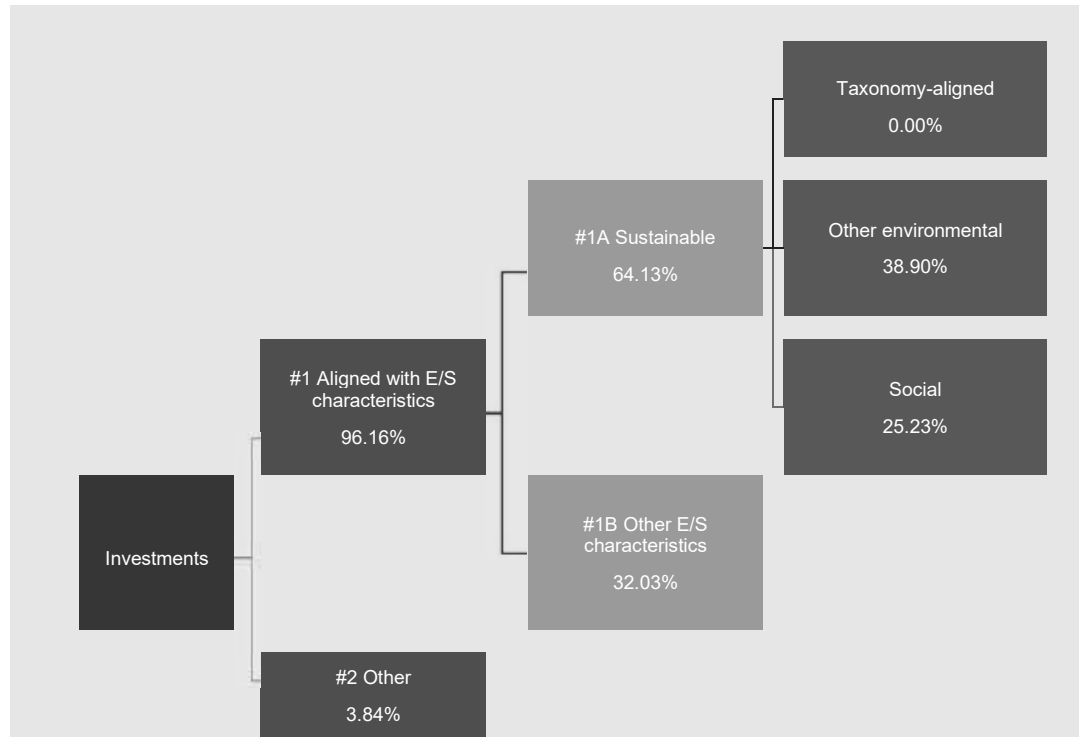 Taxonomy-aligned
0.00%
#1A Sustainable
64.13%
Other environmental
38.90%
#1 Aligned with E/S
characteristics
96.16%
Social
25.23%
Investments
#1B Other E/S
characteristics
32.03%
#2 Other
3.84%